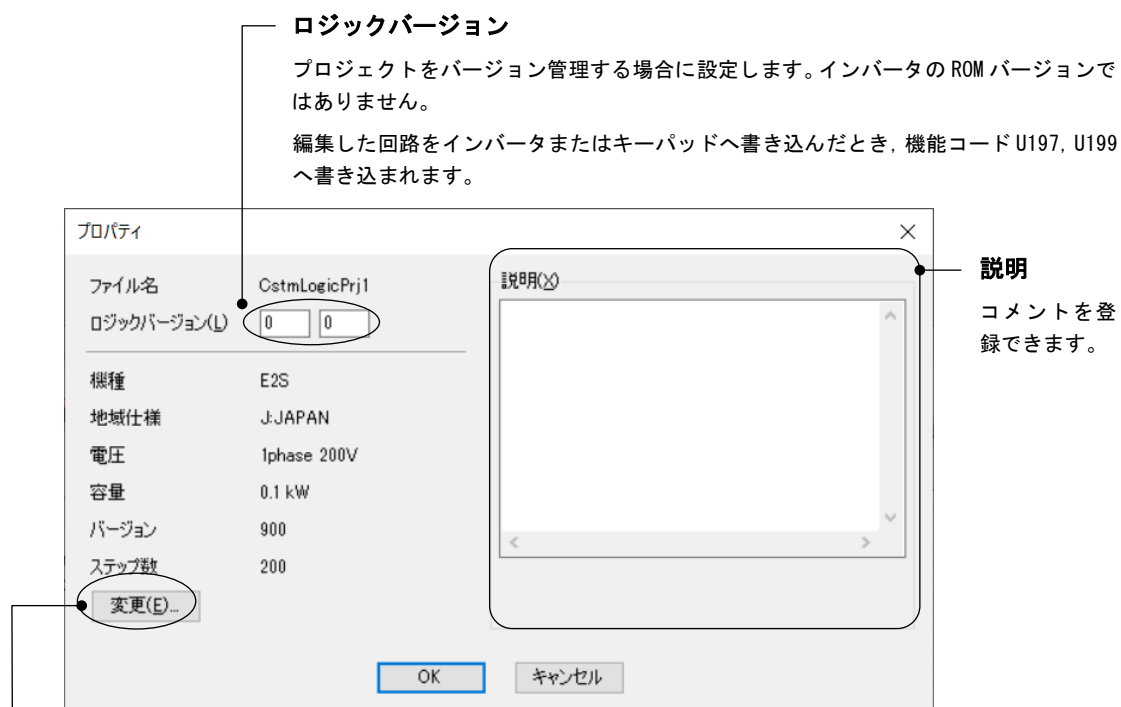 ロジックバージョン
プロジェクトをバージョン管理する場合に設定します。インバータの ROM バージョンで
はありません。
編集した回路をインバータまたはキーパッドへ書き込んだとき，機能コード U197, U199
へ書き込まれます。
プロパティ
ファイル名 CstmLogicPrj1
ロジックバージョン(L) 0 0
機種 E2S
地域仕様 J:JAPAN
電圧 1phase 200V
容量 0.1 kW
バージョン 900
ステップ数 200
変更(E)...
説明(X)
OK キャンセル
説明
コメントを登
録できます。